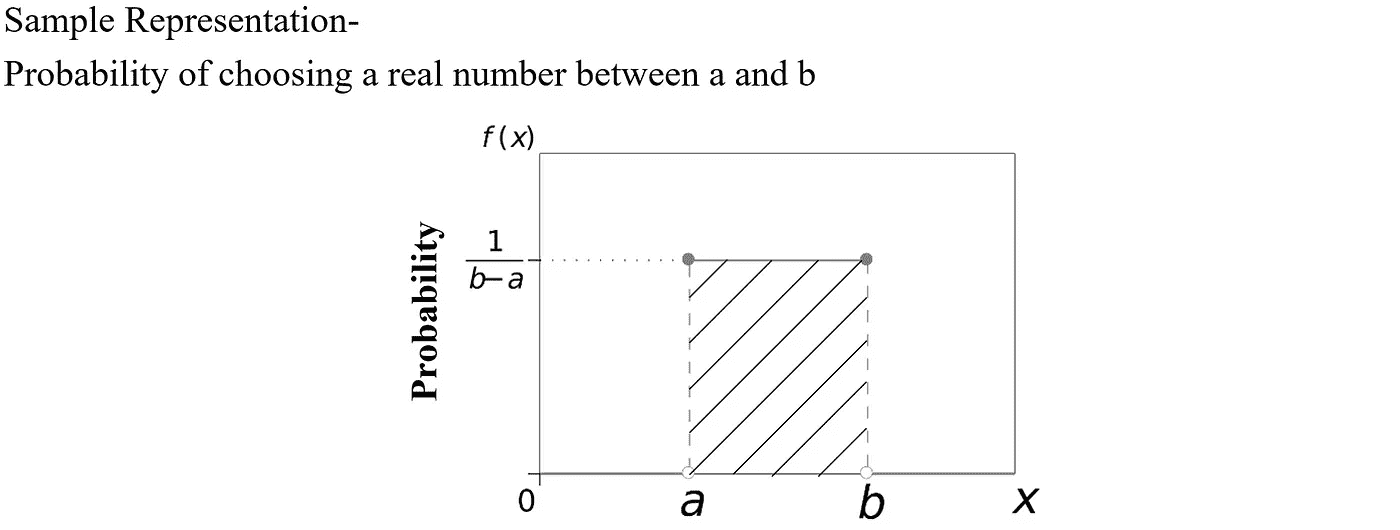 Sample Representation-
Probability of choosing a real number between a and b
f(x)
Probability
1
b−a
0
a
b
x